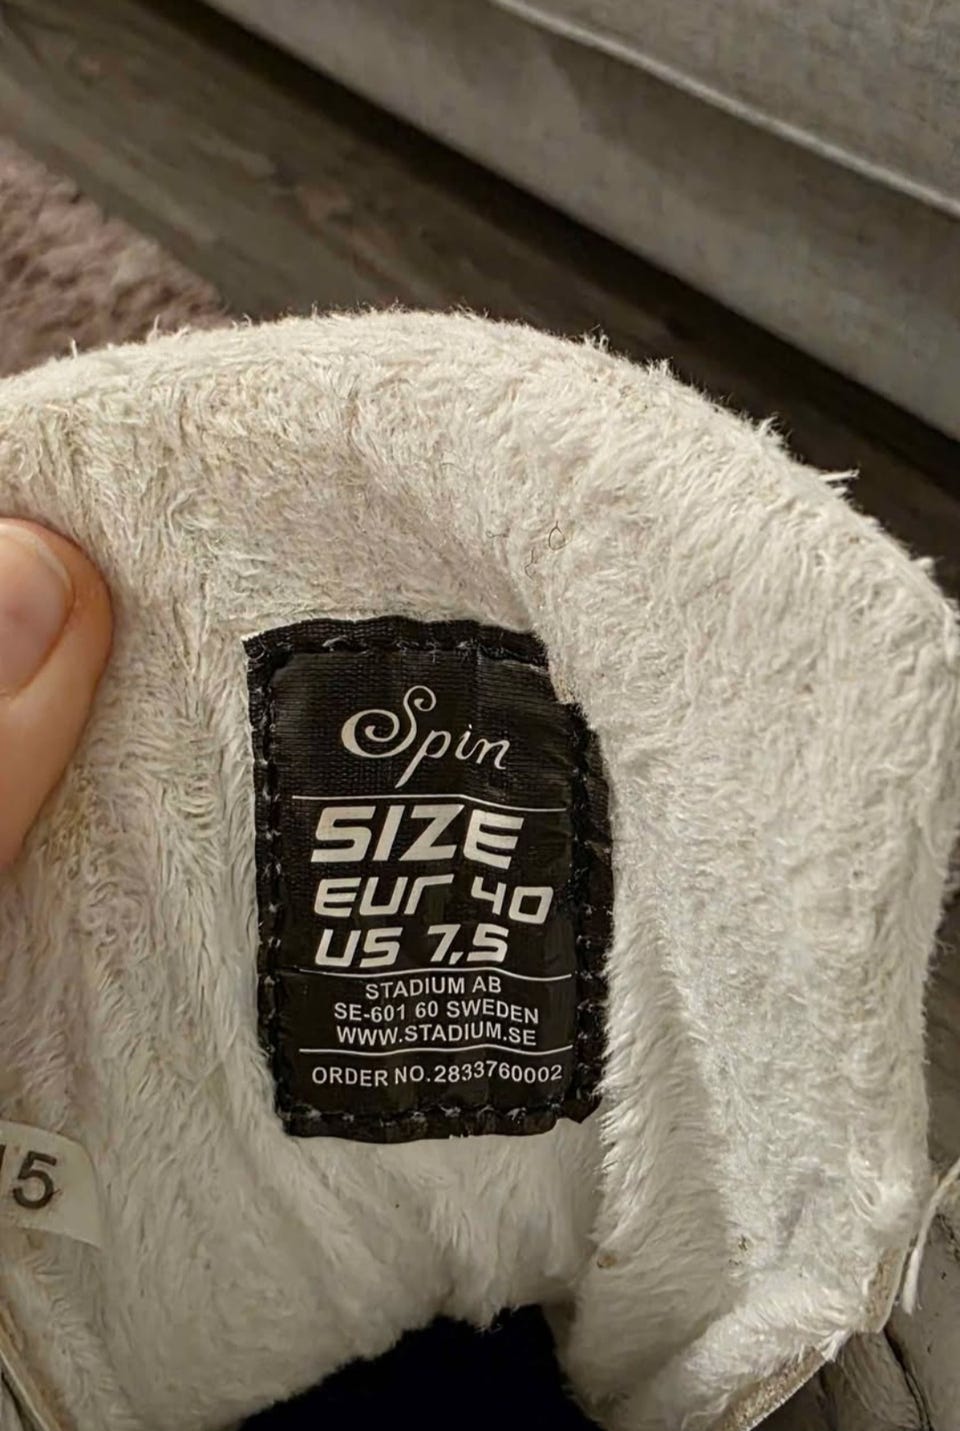 Spin
SIZE
EUR 40
US 7,5
STADIUM AB
SE-601 60 SWEDEN
WWW.STADIUM.SE
ORDER NO.2833760002